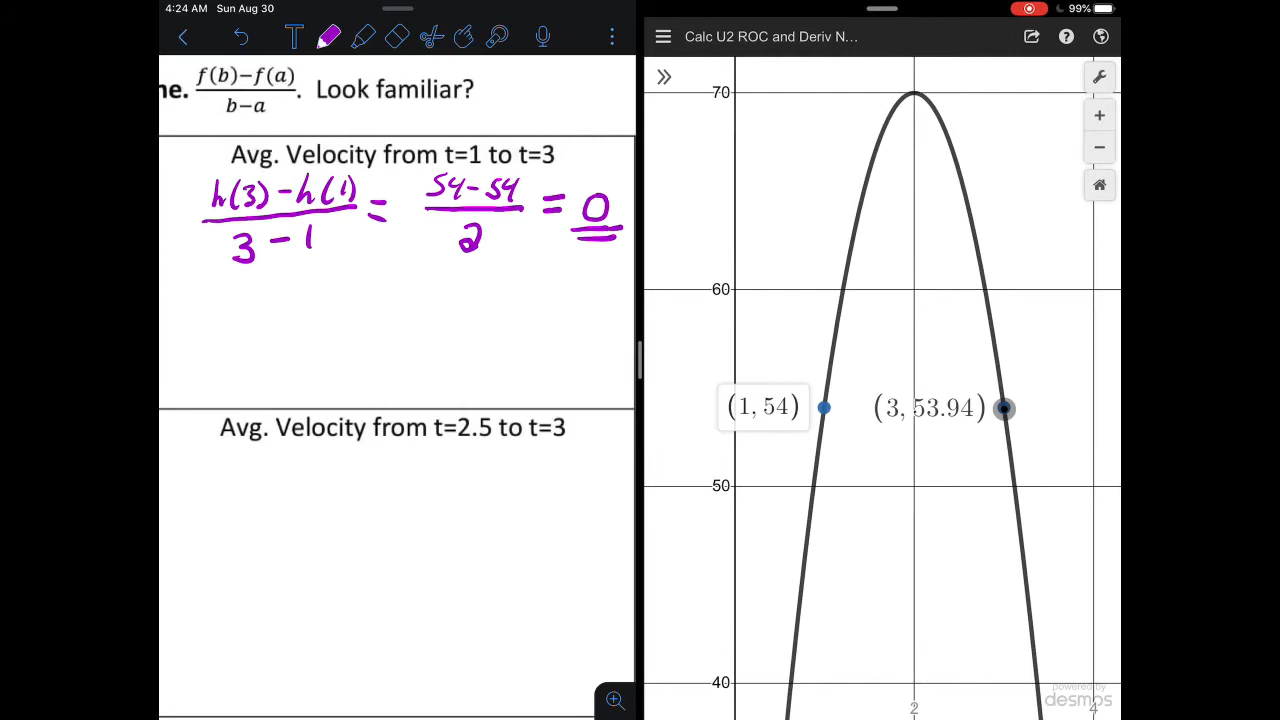 4:24 AM Sun Aug 30
99%
T
Calc U2 ROC and Deriv N…
ne. f(b)−f(a)
b−a
. Look familiar?
Avg. Velocity from t=1 to t=3
h(3) - h(1)
3 - 1
= 54 - 54
2
= 0
Avg. Velocity from t=2.5 to t=3
70
60
(1, 54)
(3, 53.94)
50
40
2
4
powered by
desmos